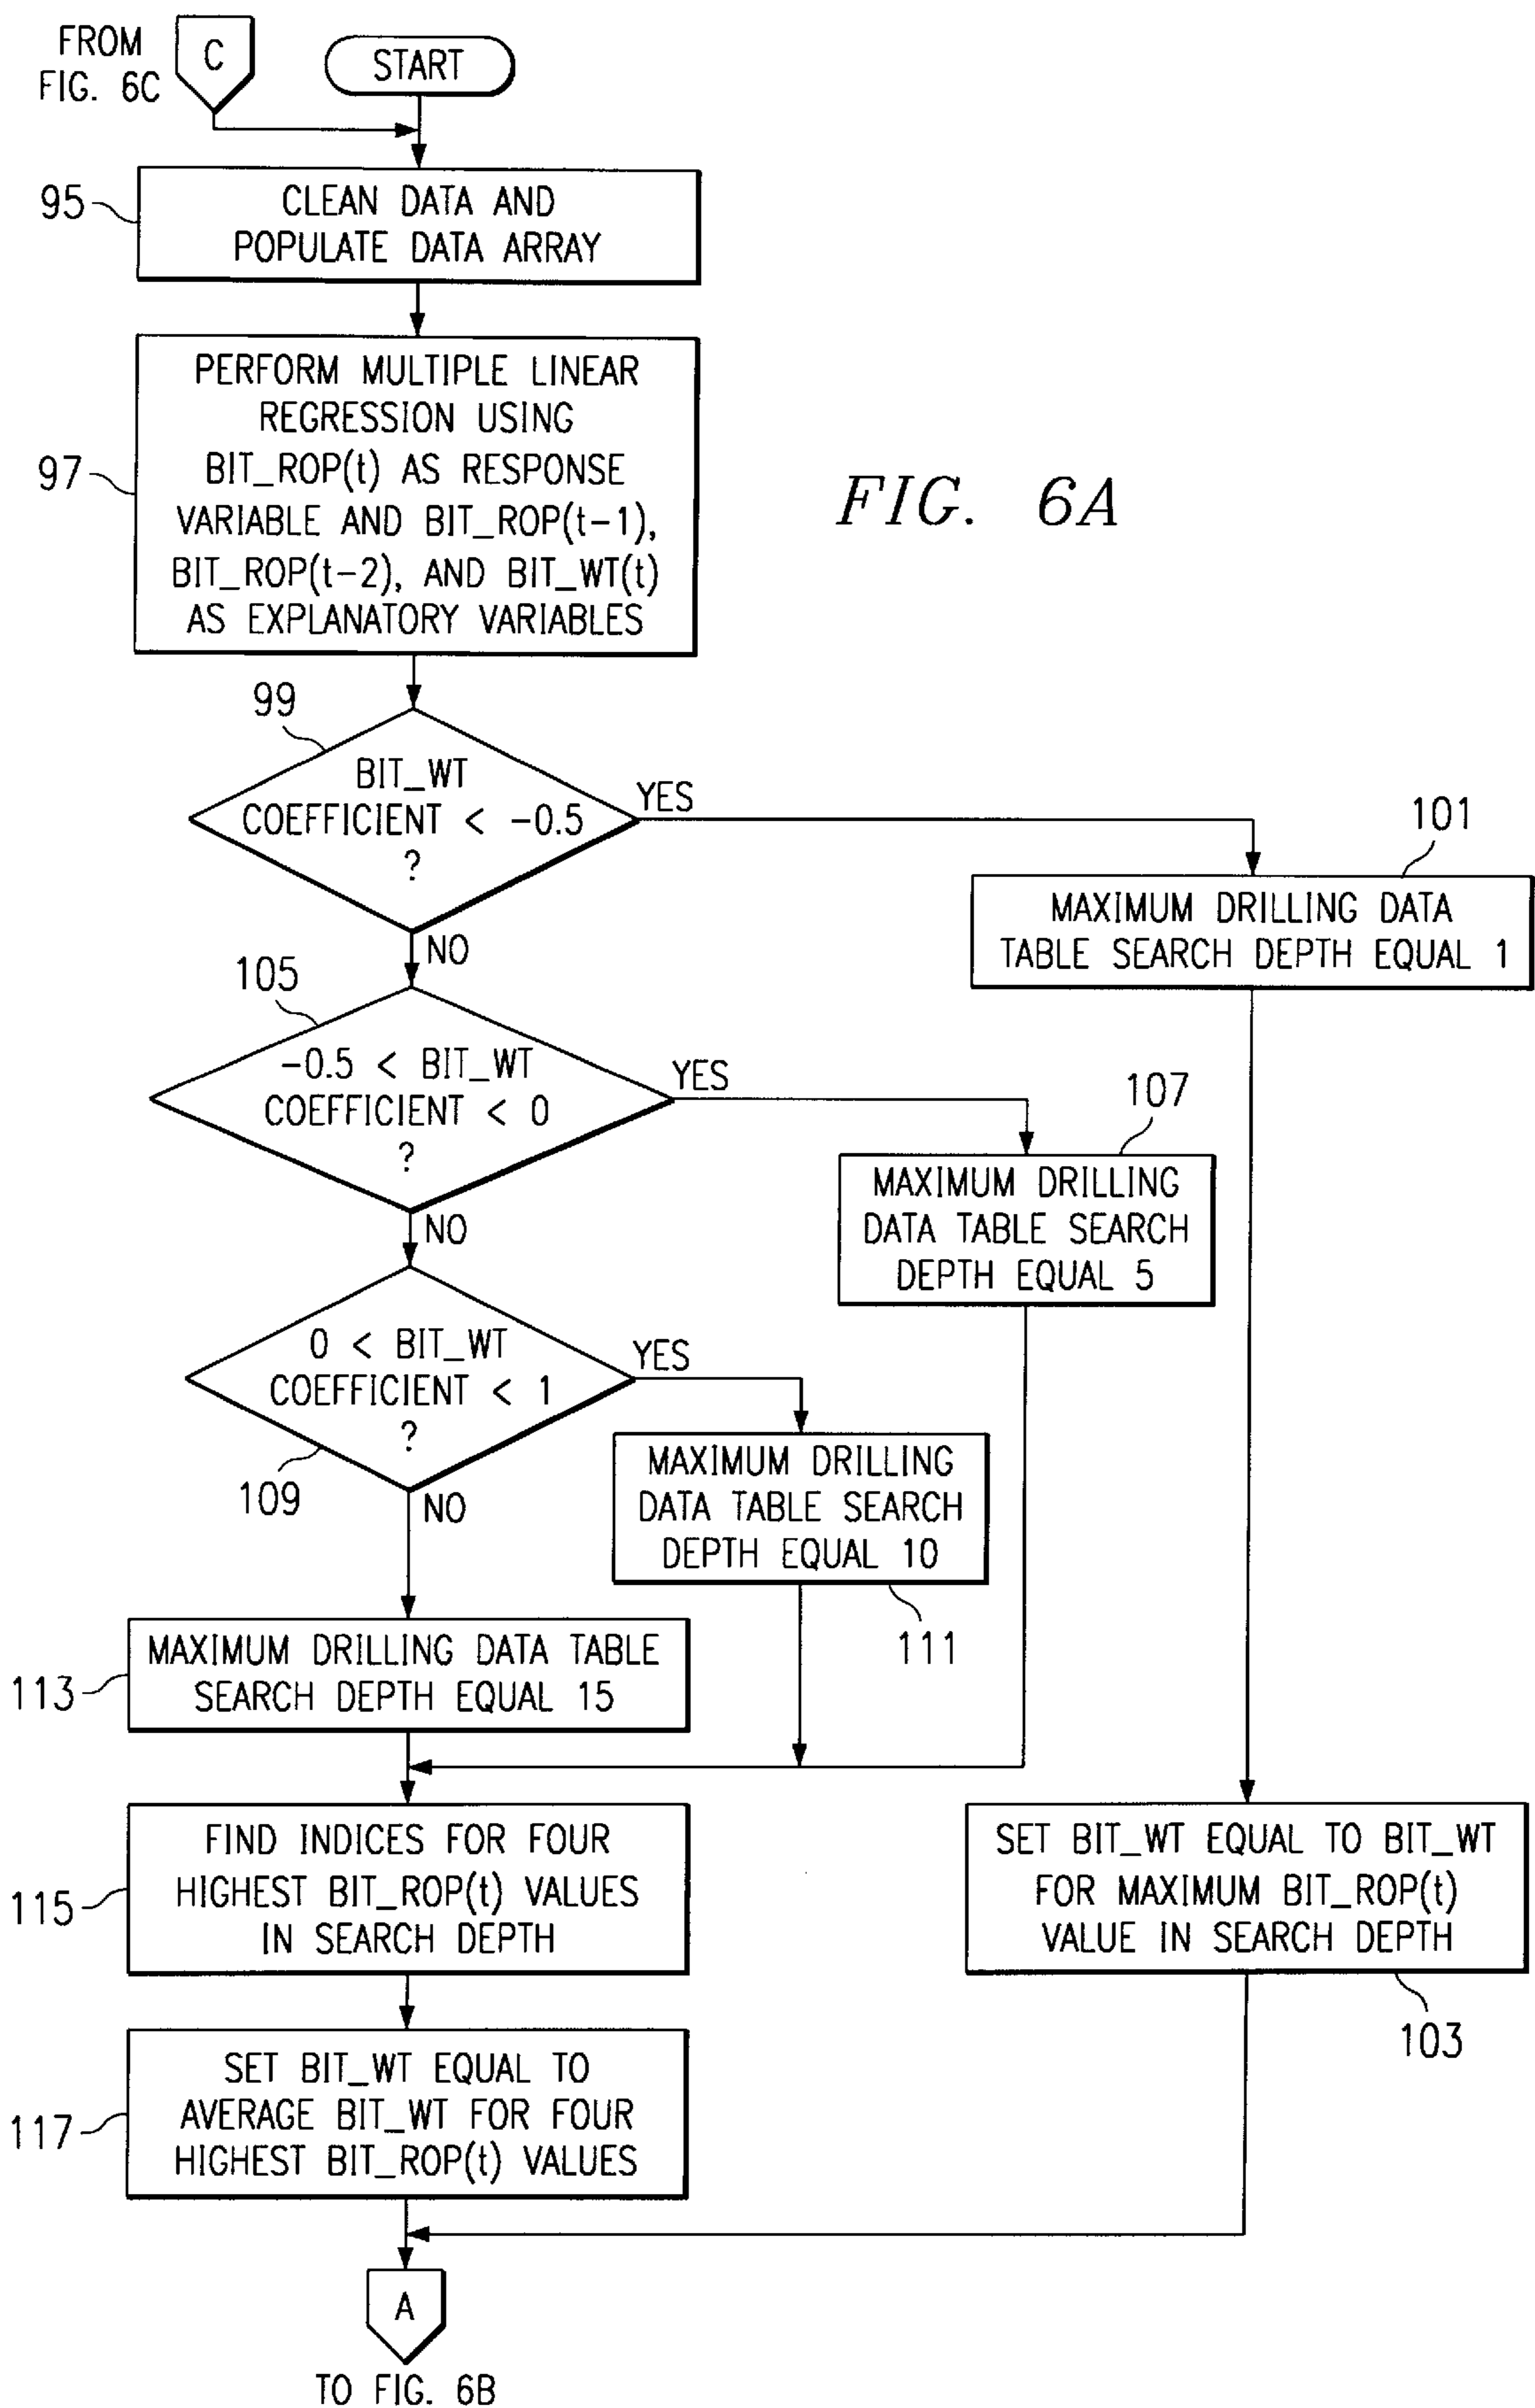 FROM
FIG. 6C
C
START
95
CLEAN DATA AND
POPULATE DATA ARRAY
97
PERFORM MULTIPLE LINEAR
REGRESSION USING
BIT_ROP(t) AS RESPONSE
VARIABLE AND BIT_ROP(t-1),
BIT_ROP(t-2), AND BIT_WT(t)
AS EXPLANATORY VARIABLES
FIG. 6A
99
BIT_WT
COEFFICIENT < -0.5
?
YES
NO
101
MAXIMUM DRILLING DATA
TABLE SEARCH DEPTH EQUAL 1
105
-0.5 < BIT_WT
COEFFICIENT < 0
?
YES
NO
107
MAXIMUM DRILLING
DATA TABLE SEARCH
DEPTH EQUAL 5
0 < BIT_WT
COEFFICIENT < 1
?
109
YES
NO
MAXIMUM DRILLING
DATA TABLE SEARCH
DEPTH EQUAL 10
111
113
MAXIMUM DRILLING DATA TABLE
SEARCH DEPTH EQUAL 15
115
FIND INDICES FOR FOUR
HIGHEST BIT_ROP(t) VALUES
IN SEARCH DEPTH
SET BIT_WT EQUAL TO BIT_WT
FOR MAXIMUM BIT_ROP(t)
VALUE IN SEARCH DEPTH
103
117
SET BIT_WT EQUAL TO
AVERAGE BIT_WT FOR FOUR
HIGHEST BIT_ROP(t) VALUES
A
TO FIG. 6B